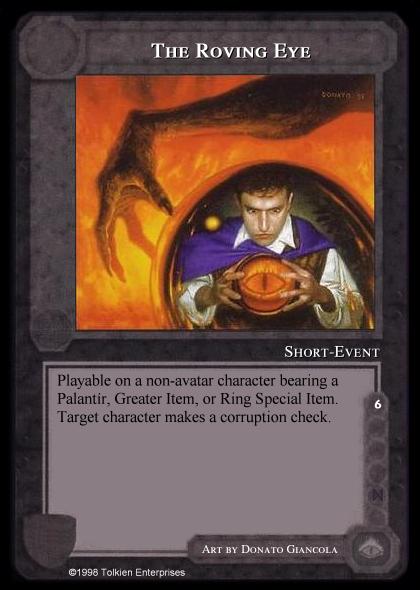 The Roving Eye
DONATO 97
Short-Event
Playable on a non-avatar character bearing a
Palantír, Greater Item, or Ring Special Item.
Target character makes a corruption check.
6
Art by Donato Giancola
©1998 Tolkien Enterprises